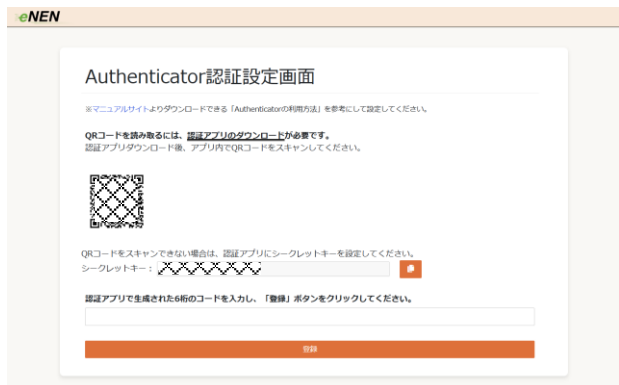 eNEN
Authenticator認証設定画面
※マニュアルサイトよりダウンロードできる「Authenticatorの利用方法」を参考にして設定してください。
QRコードを読み取るには、認証アプリのダウンロードが必要です。
認証アプリダウンロード後、アプリ内でQRコードをスキャンしてください。
QRコードをスキャンできない場合は、認証アプリにシークレットキーを設定してください。
シークレットキー：
認証アプリで生成された6桁のコードを入力し、「登録」ボタンをクリックしてください。
登録